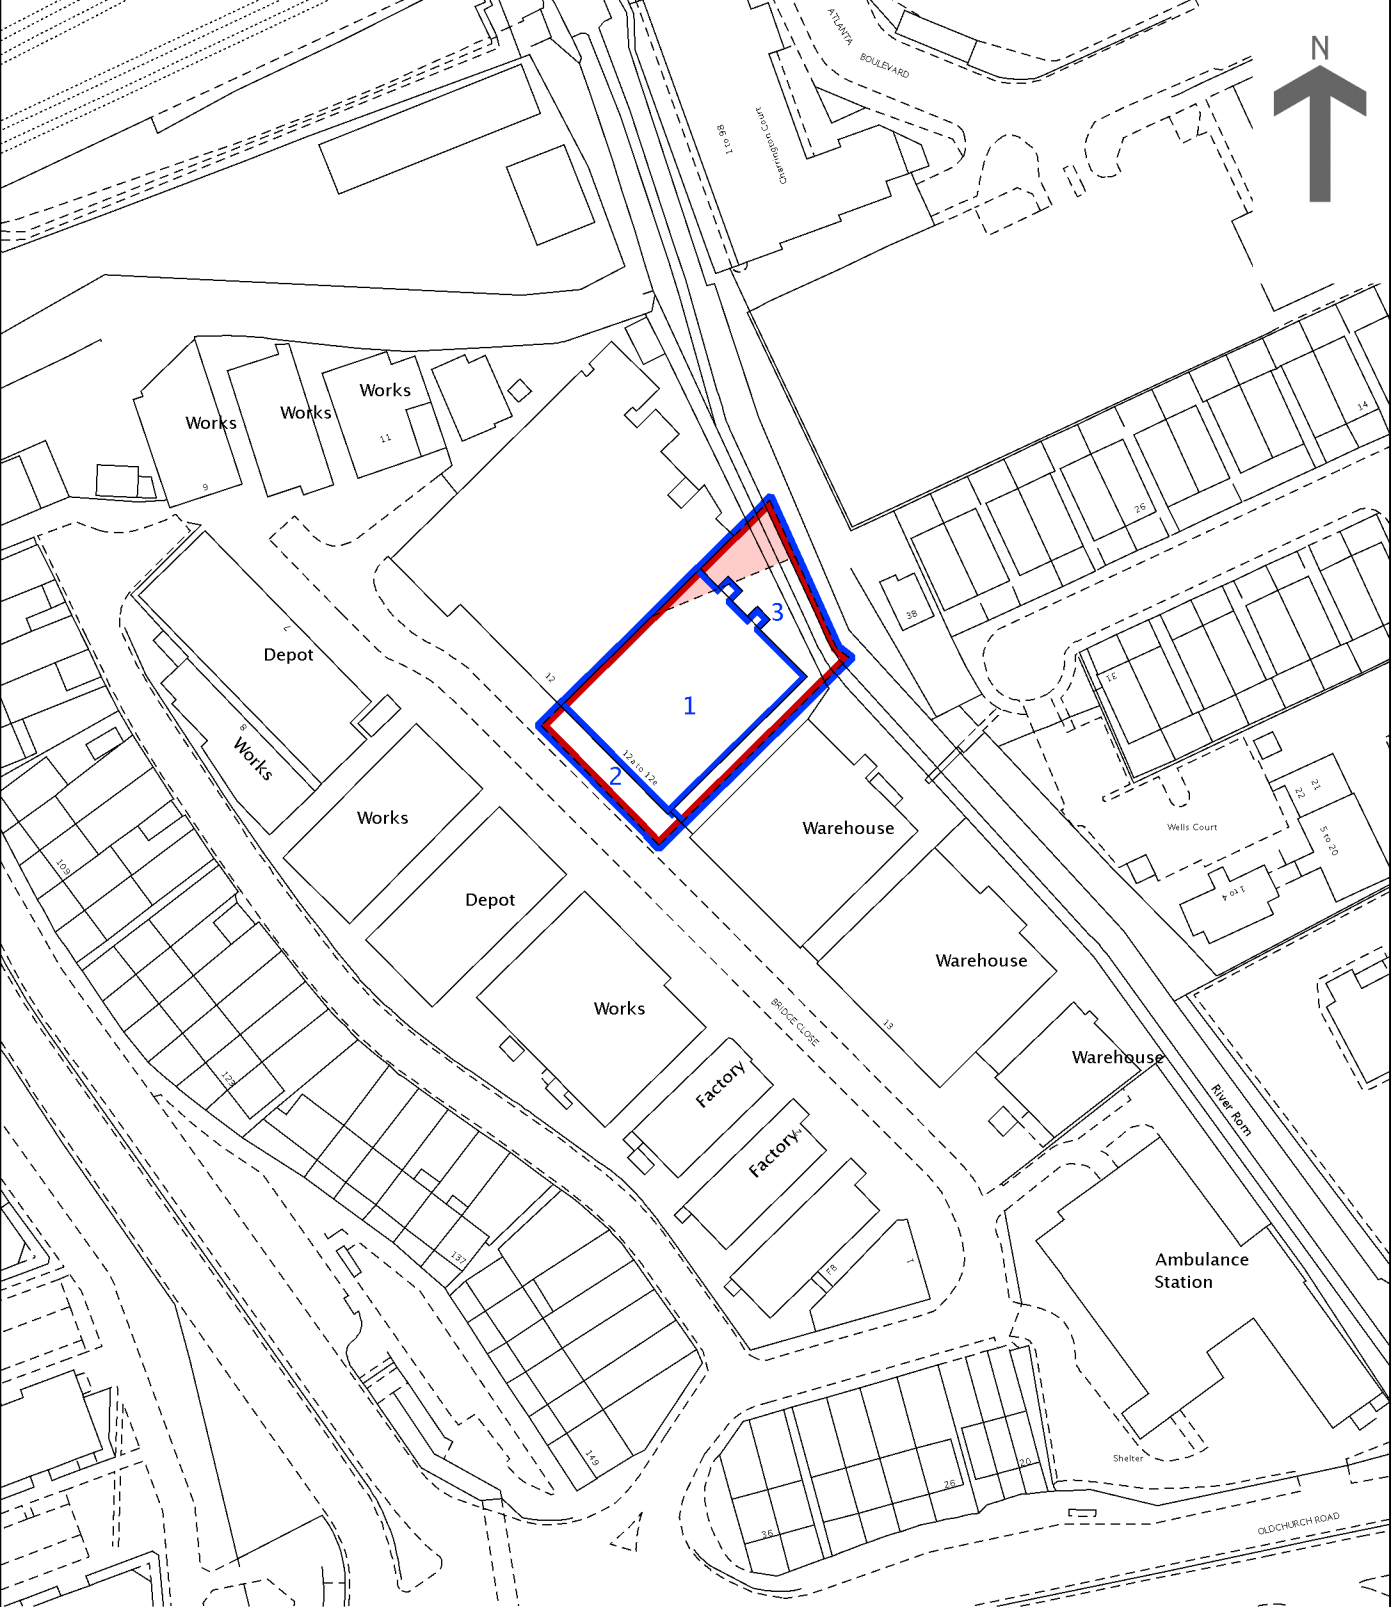 ATLANTA
BOULEVARD
N
1 to 98
Charrington Court
Works
Works
Works
11
9
14
26
38
31
7
Depot
8
Works
12
1
3
2
12a to 12e
Works
Depot
Works
Warehouse
Warehouse
13
Warehouse
BRIDGE CLOSE
Wells Court
21
22
5 to 20
1 to 4
109
123
137
149
Factory
Factory
River Rom
Ambulance
Station
Shelter
OLDCHURCH ROAD
36
26
20